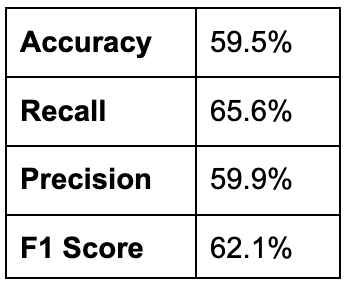 Accuracy 59.5%
Recall 65.6%
Precision 59.9%
F1 Score 62.1%